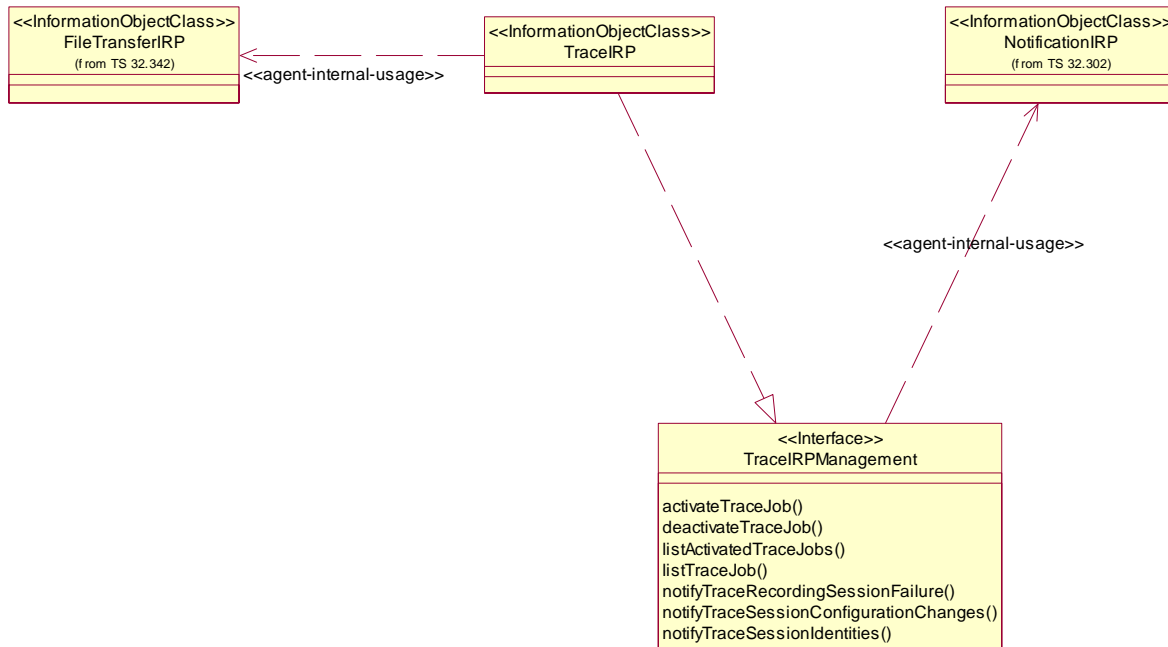 <<InformationObjectClass>>
FileTransferIRP
(from TS 32.342)
<<agent-internal-usage>>
<<InformationObjectClass>>
TraceIRP
<<InformationObjectClass>>
NotificationIRP
(from TS 32.302)
<<agent-internal-usage>>
<<Interface>>
TraceIRPManagement
activateTraceJob()
deactivateTraceJob()
listActivatedTraceJobs()
listTraceJob()
notifyTraceRecordingSessionFailure()
notifyTraceSessionConfigurationChanges()
notifyTraceSessionIdentities()